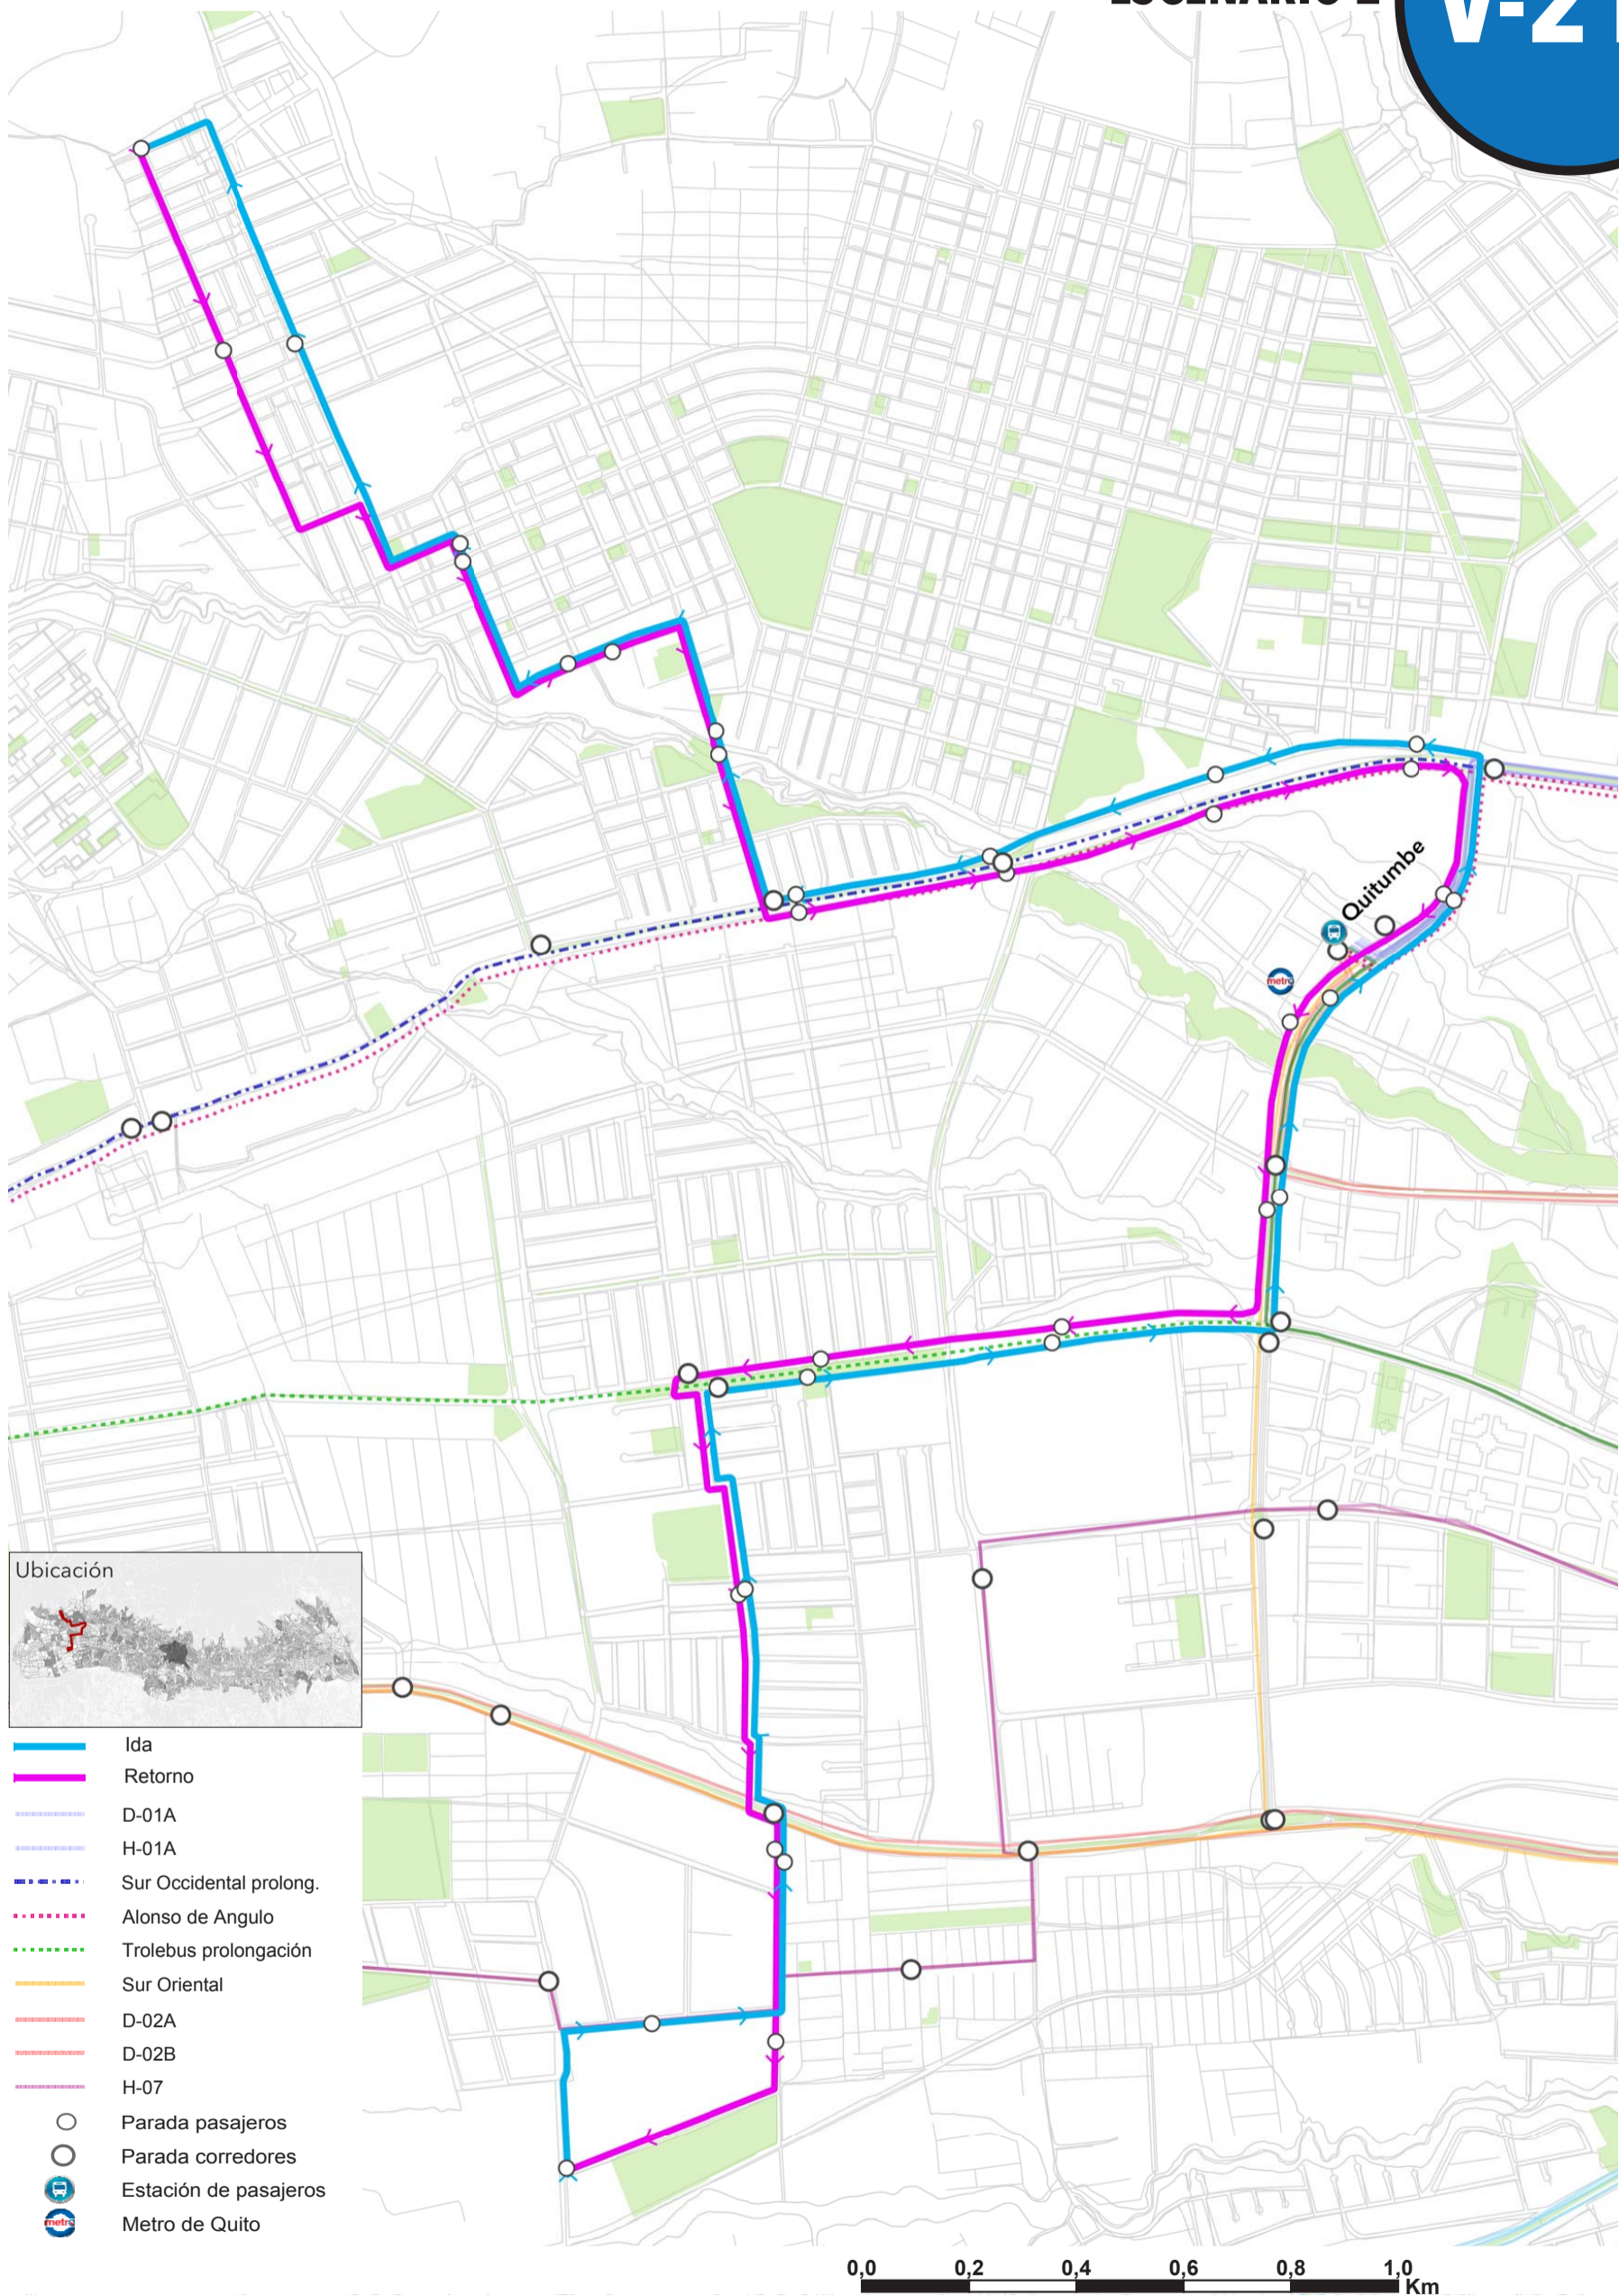 V-2
Quitumbe
metro
Ubicación
Ida
Retorno
D-01A
H-01A
Sur Occidental prolong.
Alonso de Angulo
Trolebus prolongación
Sur Oriental
D-02A
D-02B
H-07
Parada pasajeros
Parada corredores
Estación de pasajeros
metro Metro de Quito
0,0 0,2 0,4 0,6 0,8 1,0
Km